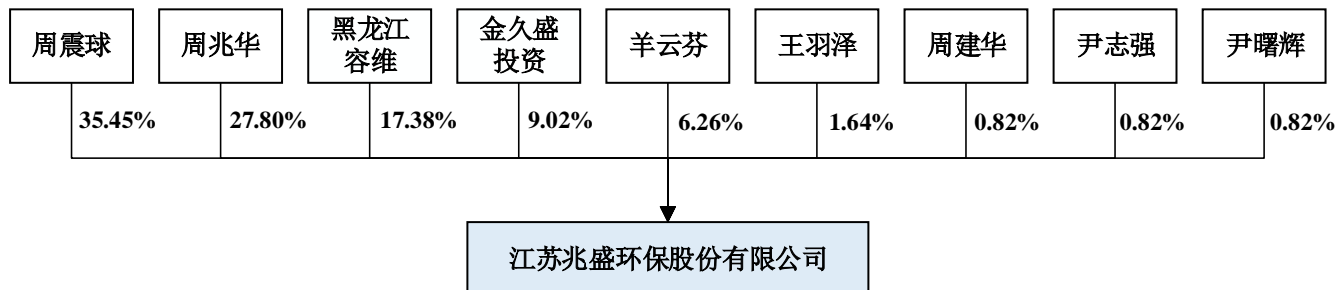 周震球
周兆华
黑龙江
容维
金久盛
投资
羊云芬
王羽泽
周建华
尹志强
尹曙辉
35.45%
27.80%
17.38%
9.02%
6.26%
1.64%
0.82%
0.82%
0.82%
江苏兆盛环保股份有限公司